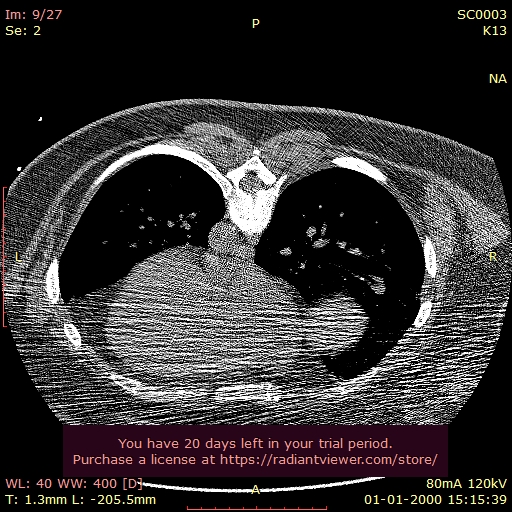 Im: 9/27
Se: 2
P
SC0003
K13
NA
L
R
You have 20 days left in your trial period.
Purchase a license at https://radiantviewer.com/store/
WL: 40 WW: 400 [D]
T: 1.3mm L: -205.5mm
A
80mA 120kV
01-01-2000 15:15:39